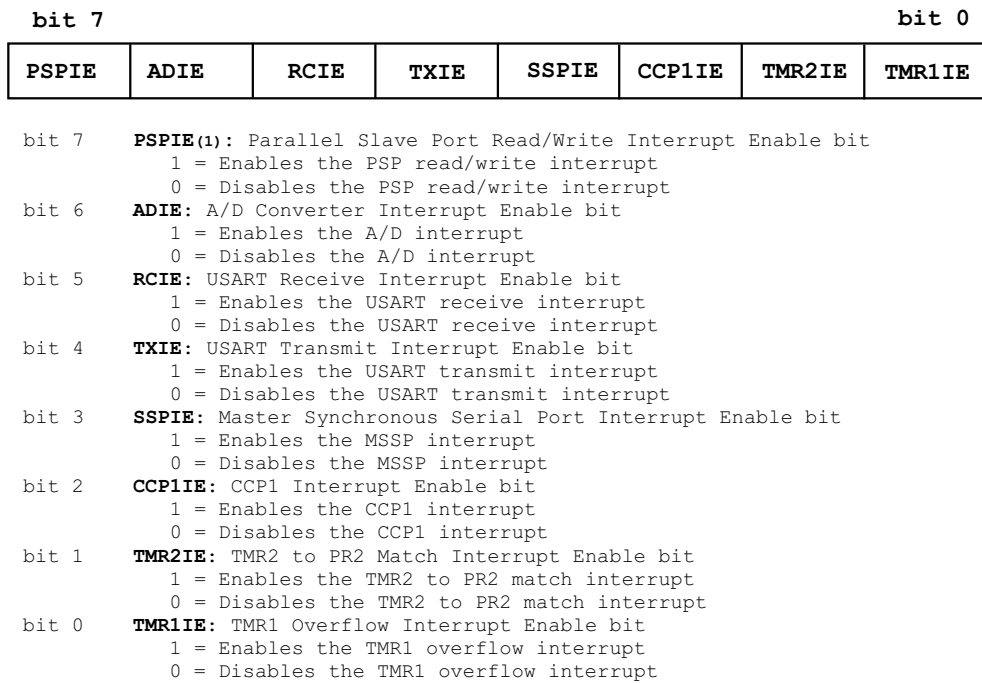 bit 7 bit 0
PSPIE ADIE RCIE TXIE SSPIE CCP1IE TMR2IE TMR1IE
bit 7 PSPIE(1): Parallel Slave Port Read/Write Interrupt Enable bit
1 = Enables the PSP read/write interrupt
0 = Disables the PSP read/write interrupt
bit 6 ADIE: A/D Converter Interrupt Enable bit
1 = Enables the A/D interrupt
0 = Disables the A/D interrupt
bit 5 RCIE: USART Receive Interrupt Enable bit
1 = Enables the USART receive interrupt
0 = Disables the USART receive interrupt
bit 4 TXIE: USART Transmit Interrupt Enable bit
1 = Enables the USART transmit interrupt
0 = Disables the USART transmit interrupt
bit 3 SSPIE: Master Synchronous Serial Port Interrupt Enable bit
1 = Enables the MSSP interrupt
0 = Disables the MSSP interrupt
bit 2 CCP1IE: CCP1 Interrupt Enable bit
1 = Enables the CCP1 interrupt
0 = Disables the CCP1 interrupt
bit 1 TMR2IE: TMR2 to PR2 Match Interrupt Enable bit
1 = Enables the TMR2 to PR2 match interrupt
0 = Disables the TMR2 to PR2 match interrupt
bit 0 TMR1IE: TMR1 Overflow Interrupt Enable bit
1 = Enables the TMR1 overflow interrupt
0 = Disables the TMR1 overflow interrupt